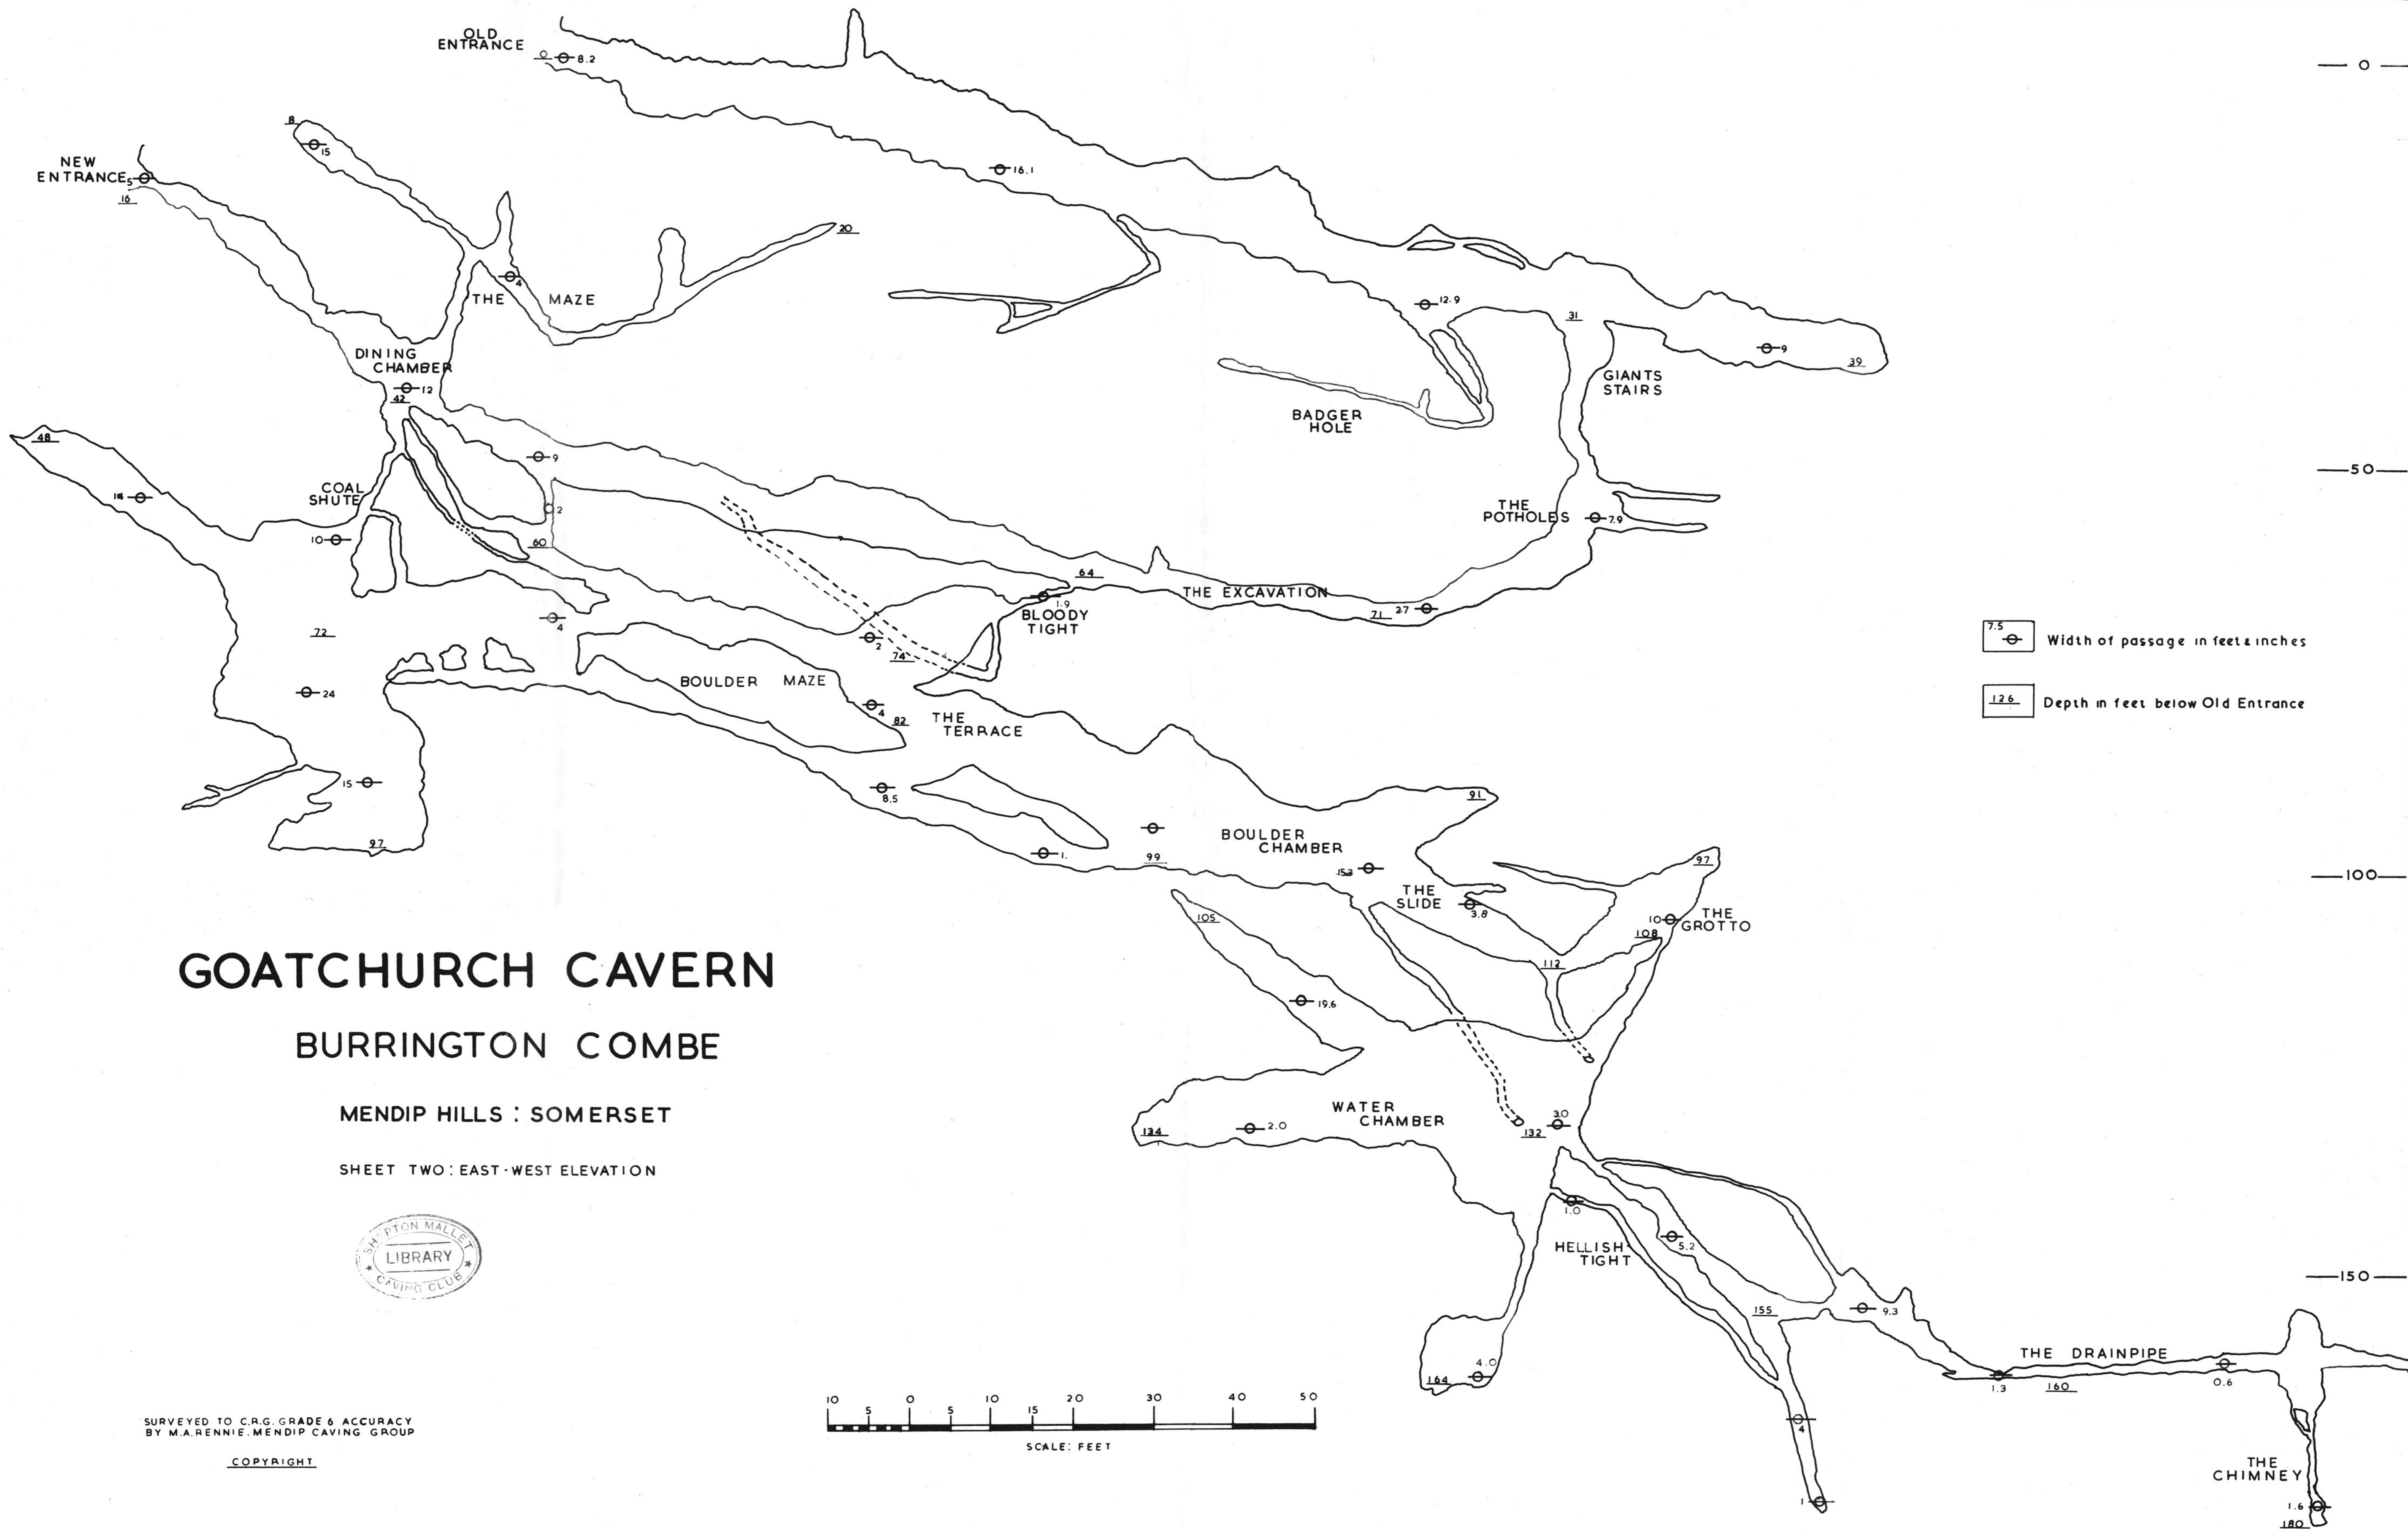 OLD
ENTRANCE
0
8.2
0
8
15
NEW
ENTRANCE
5
16
16.1
20
4
THE MAZE
12.9
31
9
39
DINING
CHAMBER
12
42
GIANTS
STAIRS
BADGER
HOLE
48
14
9
50
COAL
SHUTE
2
THE
POTHOLES
7.9
10
60
64
THE EXCAVATION
1.9
BLOODY
TIGHT
71
27
4
72
2
74
7.5
Width of passage in feet & inches
BOULDER MAZE
24
4
82
THE
TERRACE
126
Depth in feet below Old Entrance
15
8.5
91
97
1.
99
BOULDER
CHAMBER
153
97
100
THE
SLIDE
3.8
10
THE
GROTTO
105
108
112
19.6
GOATCHURCH CAVERN
BURRINGTON COMBE
MENDIP HILLS : SOMERSET
SHEET TWO: EAST-WEST ELEVATION
WATER
CHAMBER
134
2.0
132
30
1.0
HELLISH
TIGHT
5.2
SHEPTON MALLET
LIBRARY
CAVING CLUB
150
155
9.3
THE DRAINPIPE
1.3
160
0.6
4.0
164
4
1
THE
CHIMNEY
1.6
180
10 5 0 5 10 15 20 30 40 50
SCALE: FEET
SURVEYED TO C.R.G. GRADE 6 ACCURACY
BY M.A.RENNIE. MENDIP CAVING GROUP
COPYRIGHT